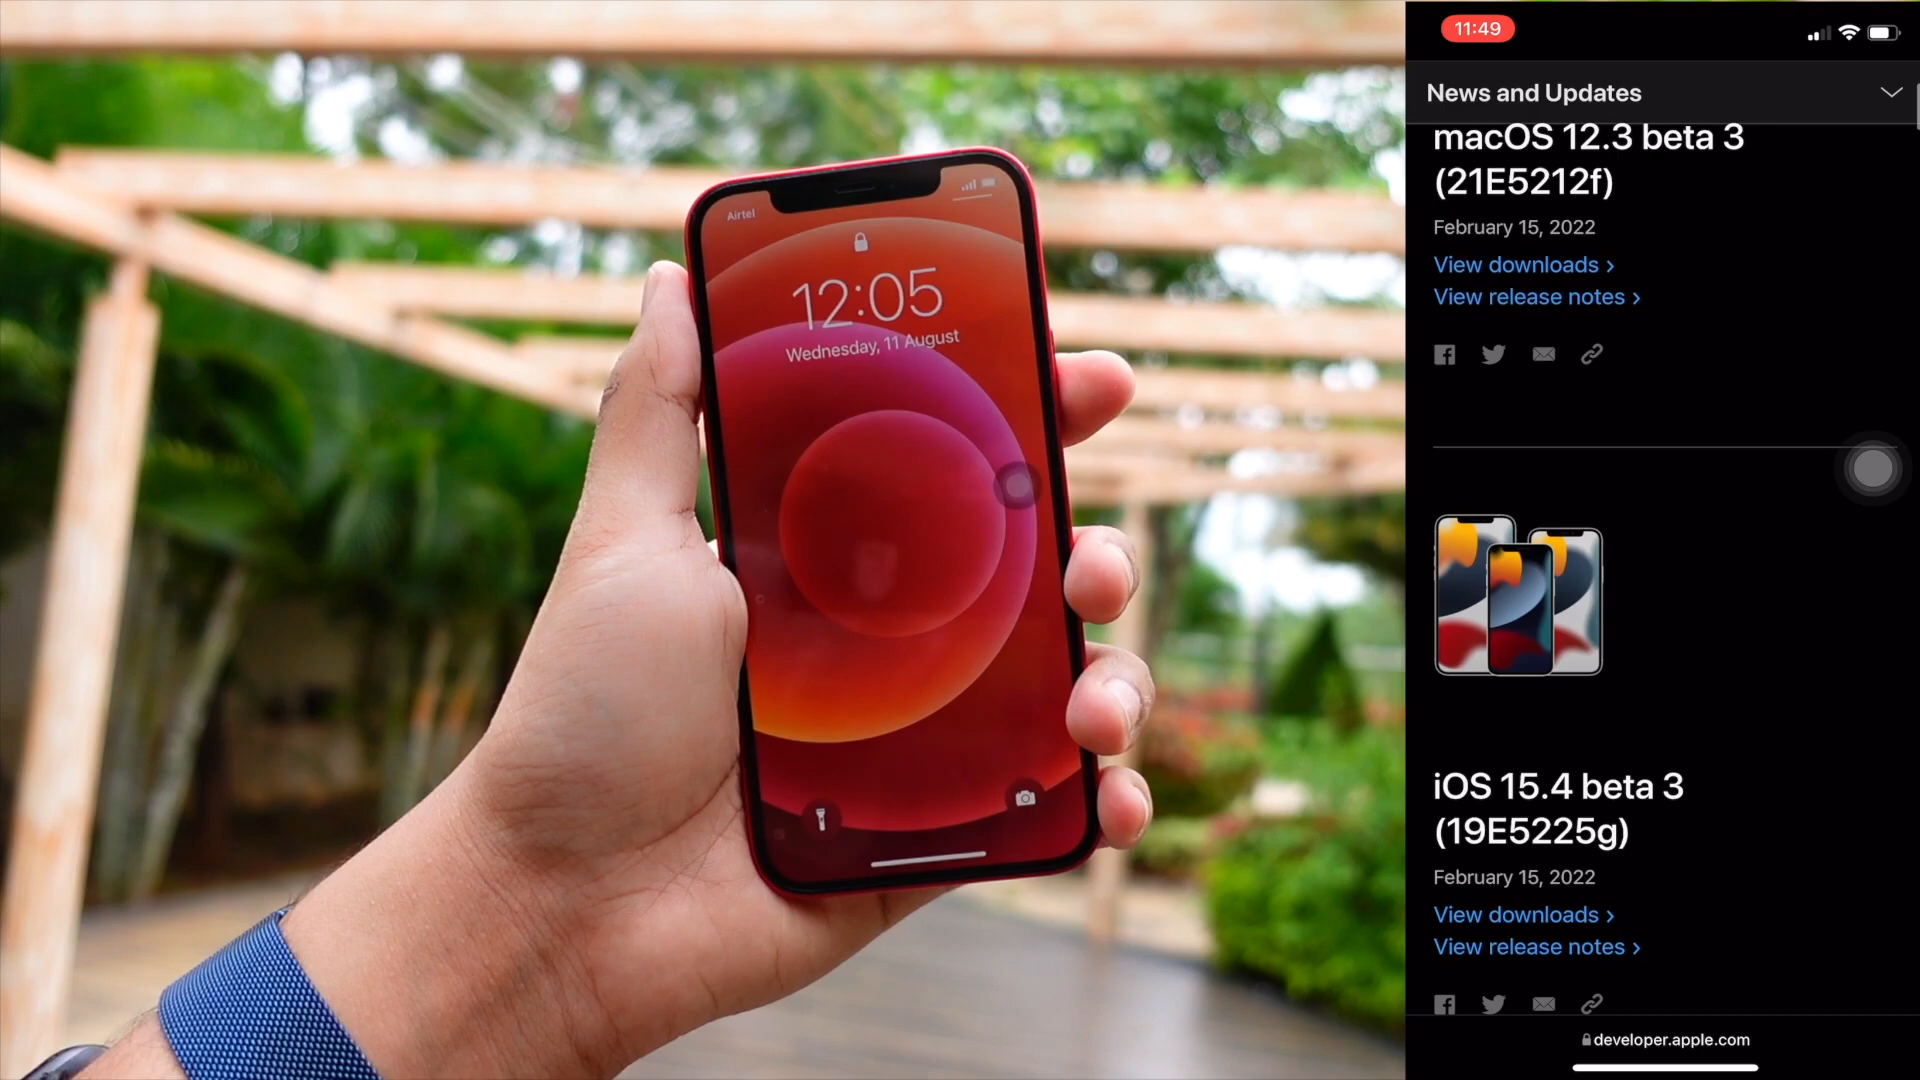 Airtel
12:05
Wednesday, 11 August
11:49
News and Updates
macOS 12.3 beta 3
(21E5212f)
February 15, 2022
View downloads >
View release notes >
iOS 15.4 beta 3
(19E5225g)
February 15, 2022
View downloads >
View release notes >
developer.apple.com